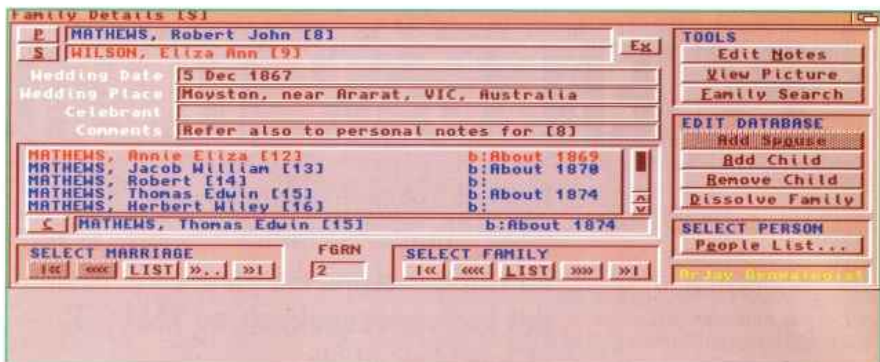 Family Details [S]
P MATHEWS, Robert John [8]
S WILSON, Eliza Ann [9]
Ex
Wedding Date 5 Dec 1867
Wedding Place Moyston, near Ararat, VIC, Australia
Celebrant
Comments Refer also to personal notes for [8]
MATHEWS, Annie Eliza [12] b:About 1869
MATHEWS, Jacob William [13] b:About 1870
MATHEWS, Robert [14] b:
MATHEWS, Thomas Edwin [15] b:About 1874
MATHEWS, Herbert Wiley [16] b:
C MATHEWS, Thomas Edwin [15] b:About 1874
SELECT MARRIAGE
I<< <<<< LIST >>.. >>I
FGRN
2
SELECT FAMILY
I<< <<<< LIST >>>> >>I
TOOLS
Edit Notes
View Picture
Family Search
EDIT DATABASE
Add Spouse
Add Child
Remove Child
Dissolve Family
SELECT PERSON
People List...
ArJay Genealogist